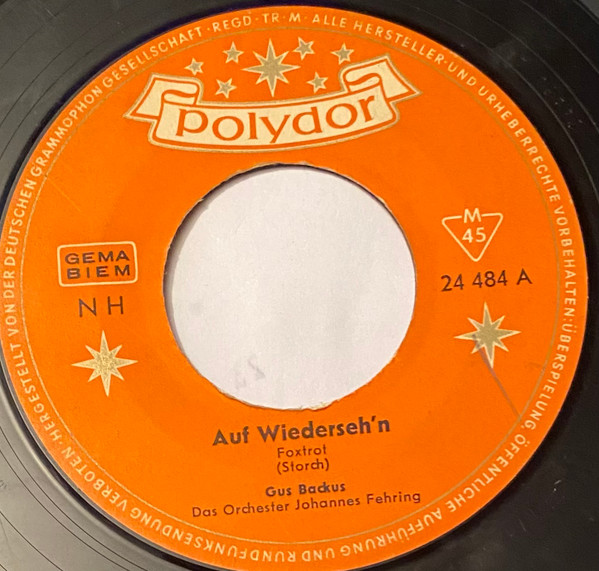 HERGESTELLT VON DER DEUTSCHEN GRAMMOPHON GESELLSCHAFT · REGD · TR · M · ALLE HERSTELLER- UND URHEBERRECHTE VORBEHALTEN: ÜBERSPIELUNG, ÖFFENTLICHE AUFFÜHRUNG UND RUNDFUNKSENDUNG VERBOTEN ·
Polydor
GEMA
BIEM
NH
M
45
24 484 A
Auf Wiederseh'n
Foxtrot
(Storch)
Gus Backus
Das Orchester Johannes Fehring